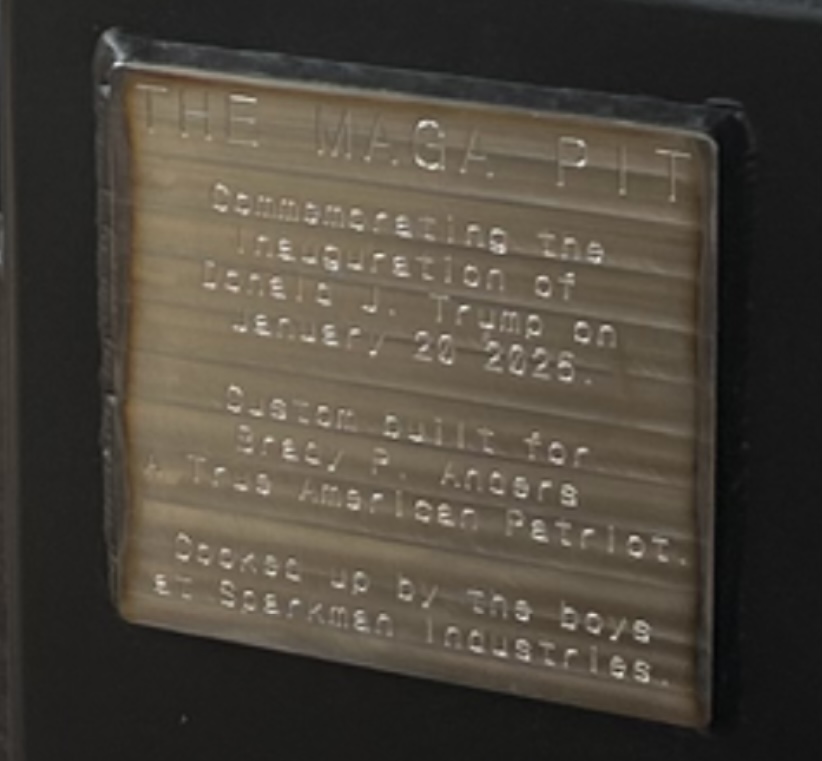 THE MAGA PIT
Commemorating the
Inauguration of
Donald J. Trump on
January 20 2025.
Custom built for
Brady P. Anders
A True American Patriot.
Cooked up by the boys
at Sparkman Industries.